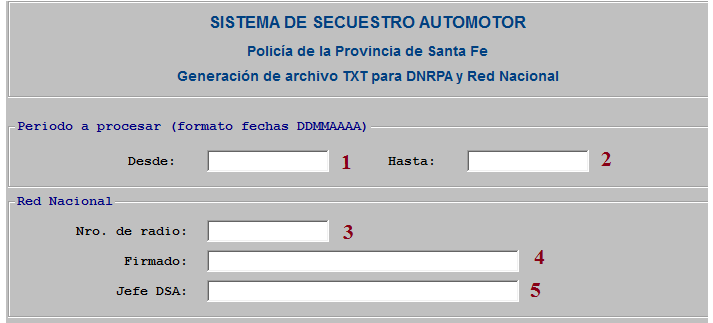 SISTEMA DE SECUESTRO AUTOMOTOR
Policía de la Provincia de Santa Fe
Generación de archivo TXT para DNRPA y Red Nacional
Periodo a procesar (formato fechas DDMMAAAA)
Desde: 1 Hasta: 2
Red Nacional
Nro. de radio: 3
Firmado: 4
Jefe DSA: 5